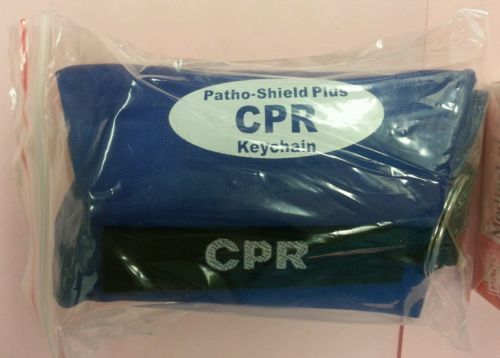 Patho-Shield Plus
CPR
Keychain
CPR